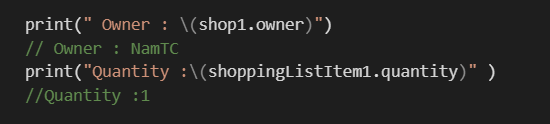 print(" Owner : \(shop1.owner)")
// Owner : NamTC
print("Quantity :\(shoppingListItem1.quantity)" )
//Quantity :1